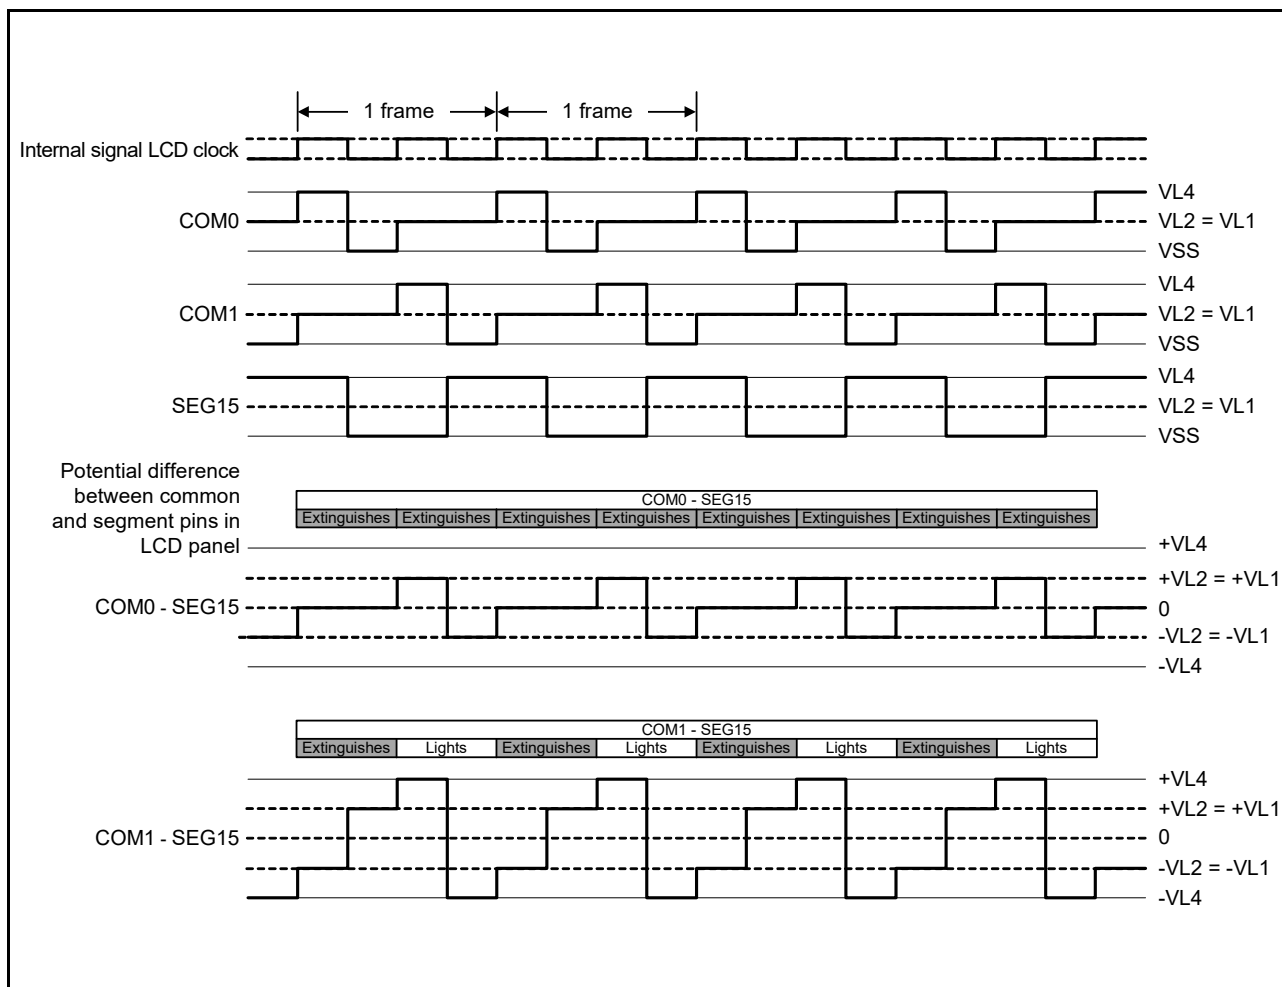 1 frame 1 frame
Internal signal LCD clock
VL4
COM0 VL2 = VL1
VSS
VL4
COM1 VL2 = VL1
VSS
VL4
SEG15 VL2 = VL1
VSS
Potential difference
between common
and segment pins in
LCD panel
COM0 - SEG15
Extinguishes Extinguishes Extinguishes Extinguishes Extinguishes Extinguishes Extinguishes Extinguishes
+VL4
+VL2 = +VL1
COM0 - SEG15 0
-VL2 = -VL1
-VL4
COM1 - SEG15
Extinguishes Lights Extinguishes Lights Extinguishes Lights Extinguishes Lights
+VL4
+VL2 = +VL1
COM1 - SEG15 0
-VL2 = -VL1
-VL4